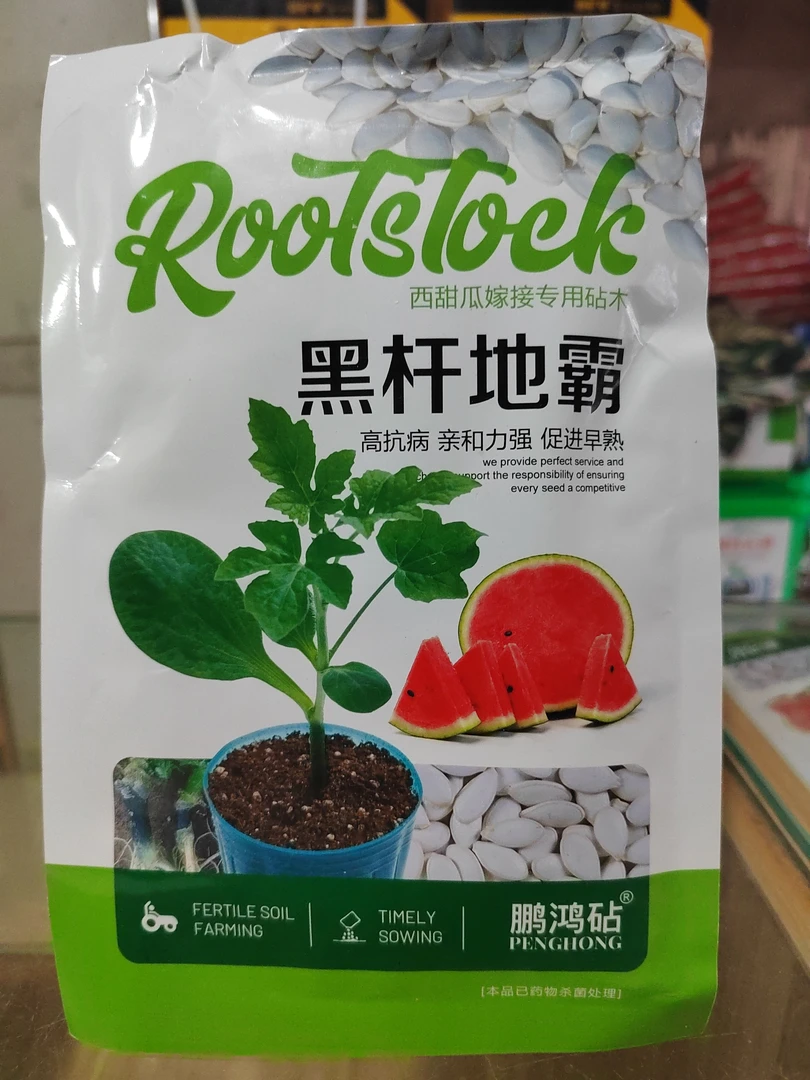 Rootstock
西甜瓜嫁接专用砧木
黑杆地霸
高抗病 亲和力强 促进早熟
we provide perfect service and
support the responsibility of ensuring
every seed a competitive
FERTILE SOIL
FARMING
TIMELY
SOWING
鹏鸿砧®
PENGHONG
[本品已药物杀菌处理]